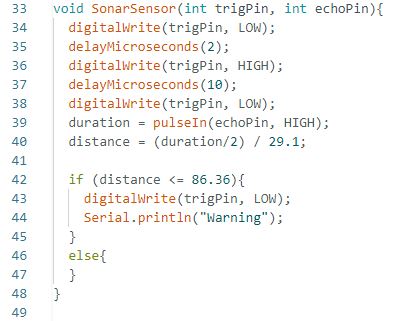 33 void SonarSensor(int trigPin, int echoPin){
34 digitalWrite(trigPin, LOW);
35 delayMicroseconds(2);
36 digitalWrite(trigPin, HIGH);
37 delayMicroseconds(10);
38 digitalWrite(trigPin, LOW);
39 duration = pulseIn(echoPin, HIGH);
40 distance = (duration/2) / 29.1;
41
42 if (distance <= 86.36){
43 digitalWrite(trigPin, LOW);
44 Serial.println("Warning");
45 }
46 else{
47 }
48 }
49